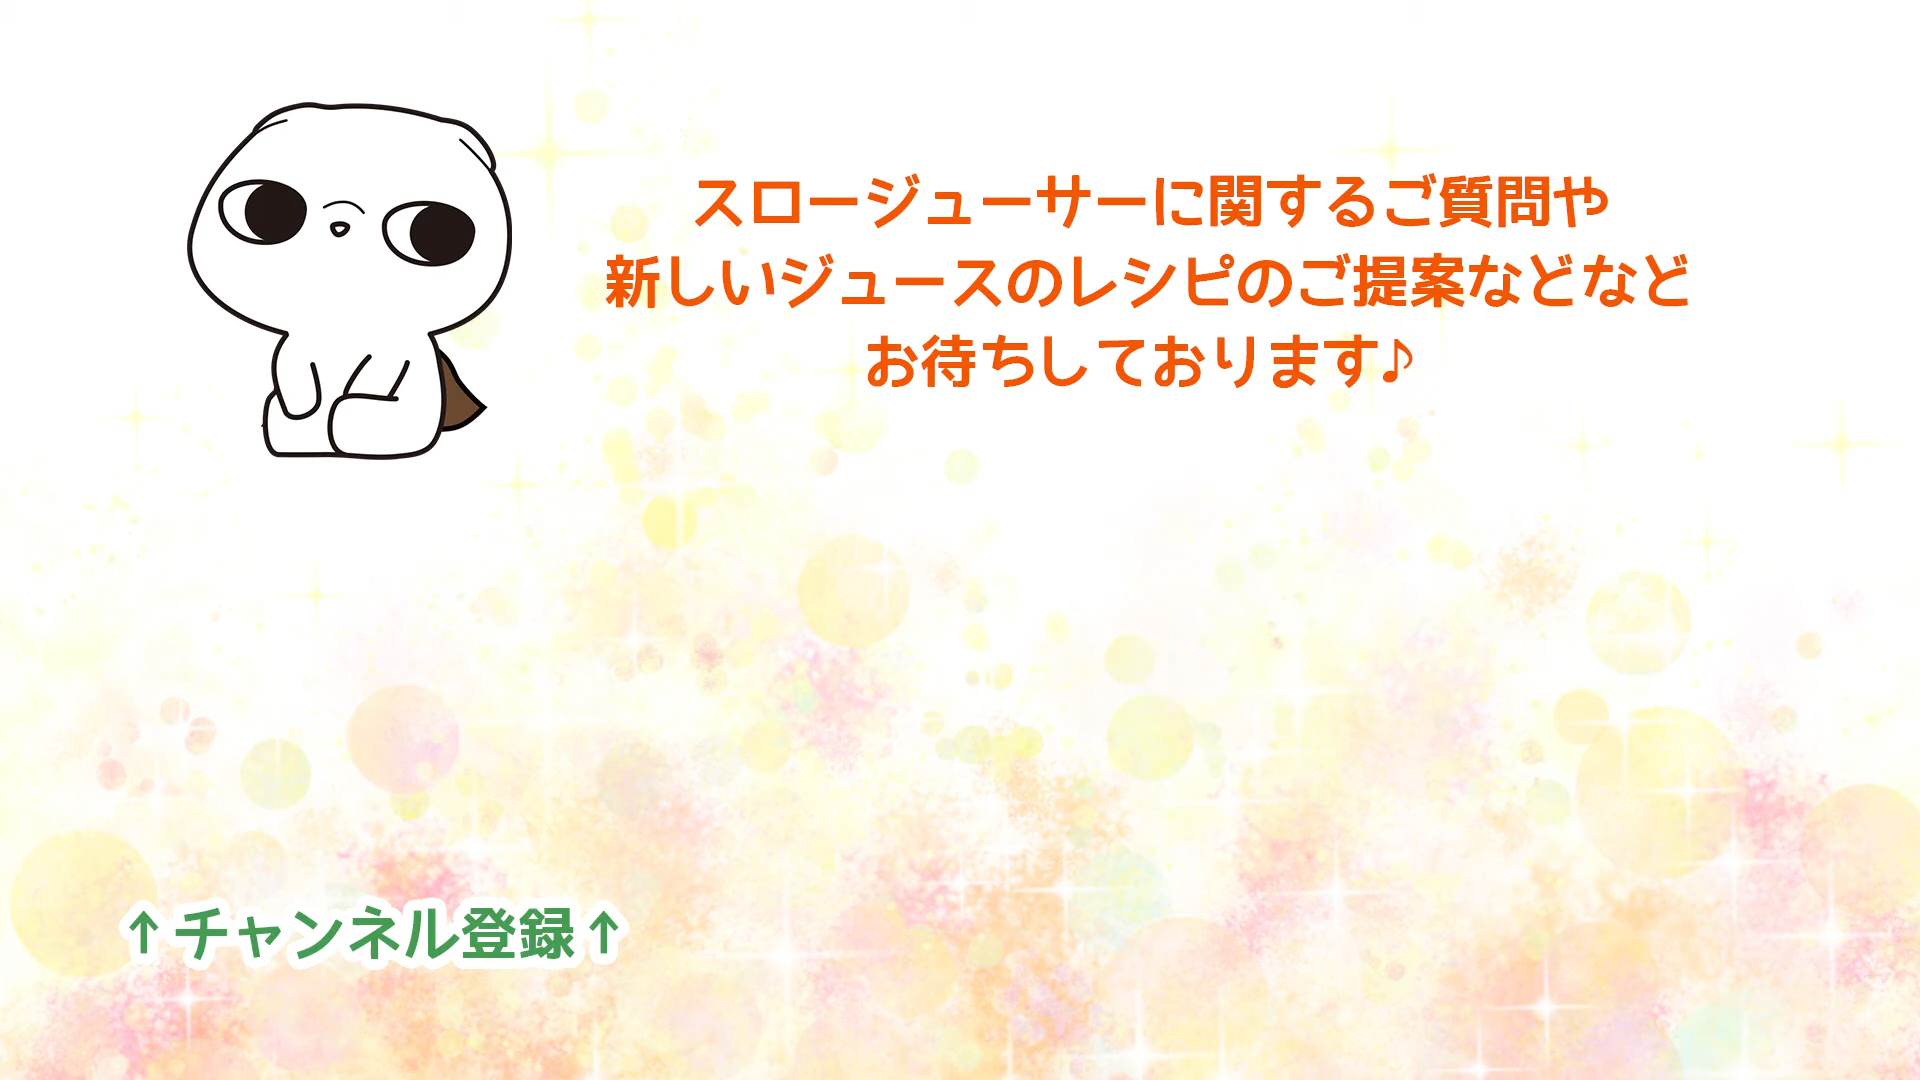 スロージューサーに関するご質問や
新しいジュースのレシピのご提案などなど
お待ちしております♪
↑チャンネル登録↑